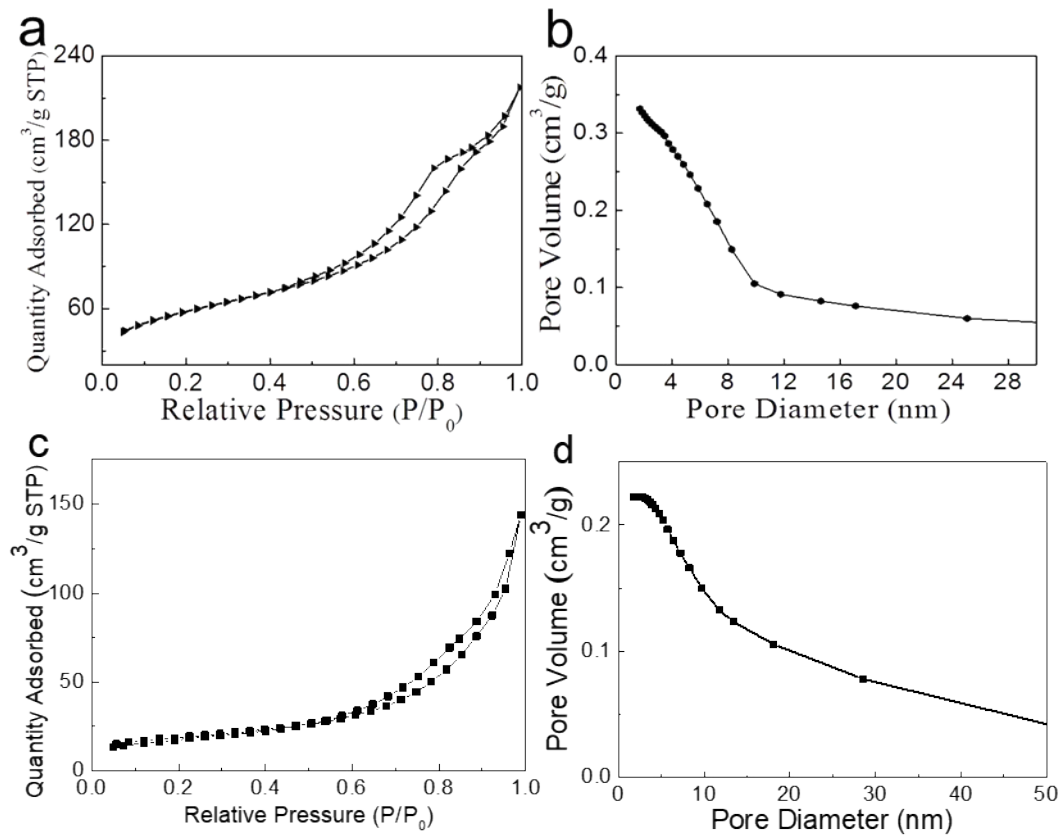 a
Quantity Adsorbed (cm³/g STP)
240
180
120
60
0.0 0.2 0.4 0.6 0.8 1.0
Relative Pressure (P/P₀)
b
Pore Volume (cm³/g)
0.4
0.3
0.2
0.1
0.0
0 4 8 12 16 20 24 28
Pore Diameter (nm)
c
Quantity Adsorbed (cm³/g STP)
150
100
50
0
0.0 0.2 0.4 0.6 0.8 1.0
Relative Pressure (P/P₀)
d
Pore Volume (cm³/g)
0.2
0.1
0.0
0 10 20 30 40 50
Pore Diameter (nm)